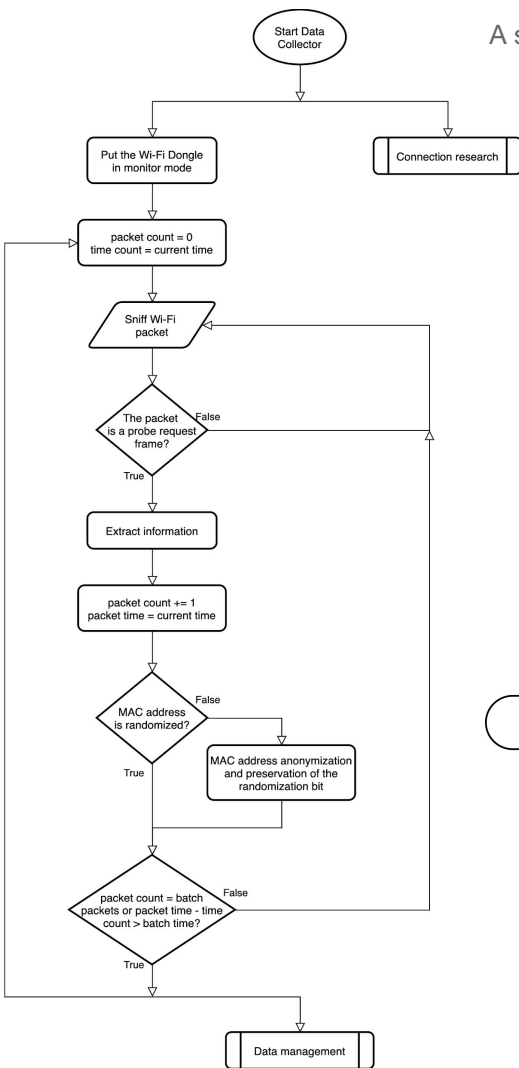 Start Data
Collector
A s
Put the Wi-Fi Dongle
in monitor mode
Connection research
packet count = 0
time count = current time
Sniff Wi-Fi
packet
The packet
is a probe request
frame?
False
True
Extract information
packet count += 1
packet time = current time
MAC address
is randomized?
False
True
MAC address anonymization
and preservation of the
randomization bit
packet count = batch
packets or packet time - time
count > batch time?
False
True
Data management